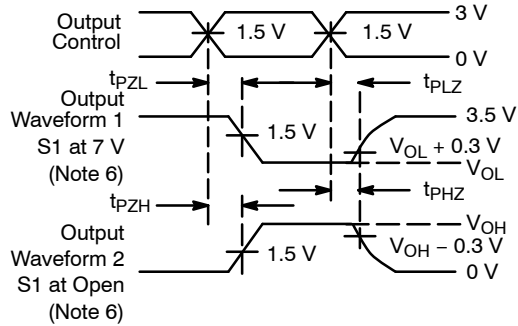 Output Control
3 V
1.5 V
1.5 V
0 V
tPZL
tPLZ
Output
Waveform 1
S1 at 7 V
(Note 6)
3.5 V
1.5 V
VOL + 0.3 V
VOL
tPZH
tPHZ
Output
Waveform 2
S1 at Open
(Note 6)
VOH
1.5 V
VOH − 0.3 V
0 V